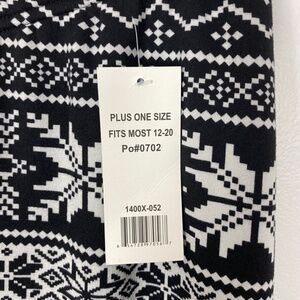 PLUS ONE SIZE
FITS MOST 12-20
Po#0702
1400X-052